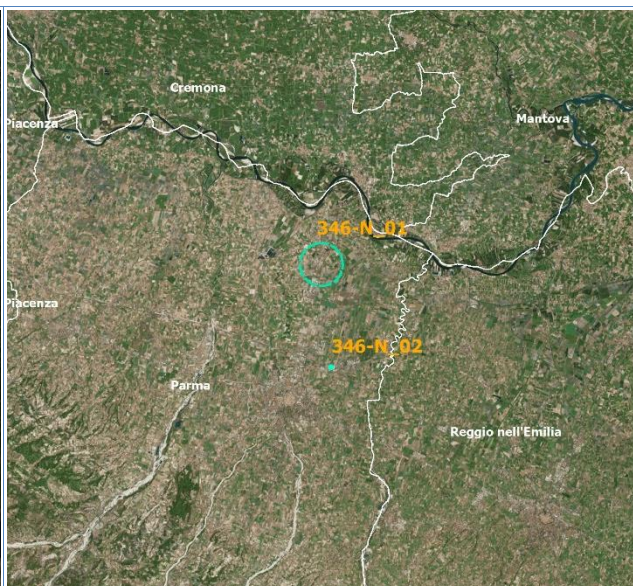 Cremona
Piacenza
Mantova
346-N_01
Piacenza
346-N_02
Parma
Reggio nell'Emilia